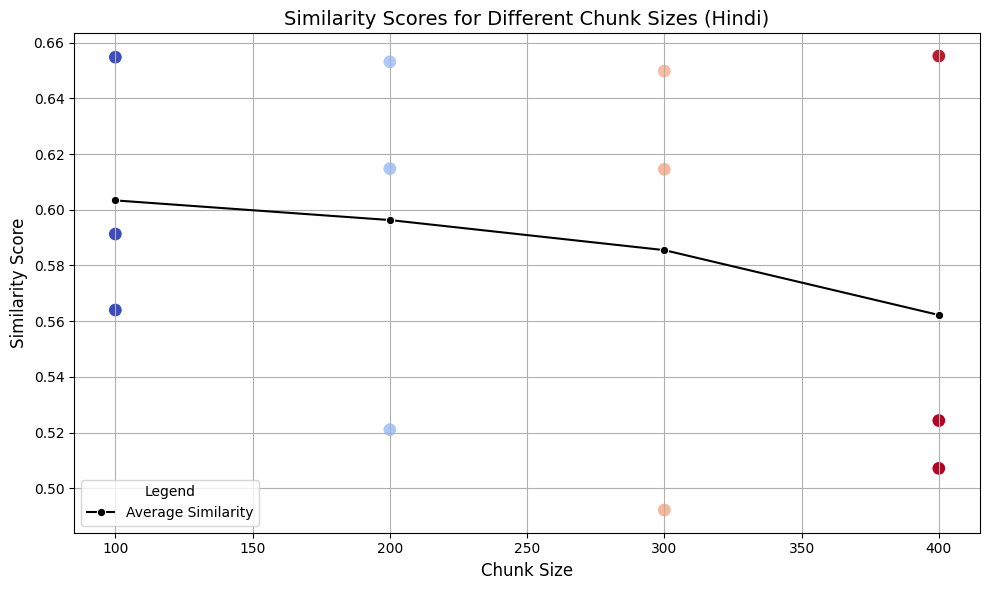 Similarity Scores for Different Chunk Sizes (Hindi)
Similarity Score
0.66
0.64
0.62
0.60
0.58
0.56
0.54
0.52
0.50
Legend
Average Similarity
100 150 200 250 300 350 400
Chunk Size